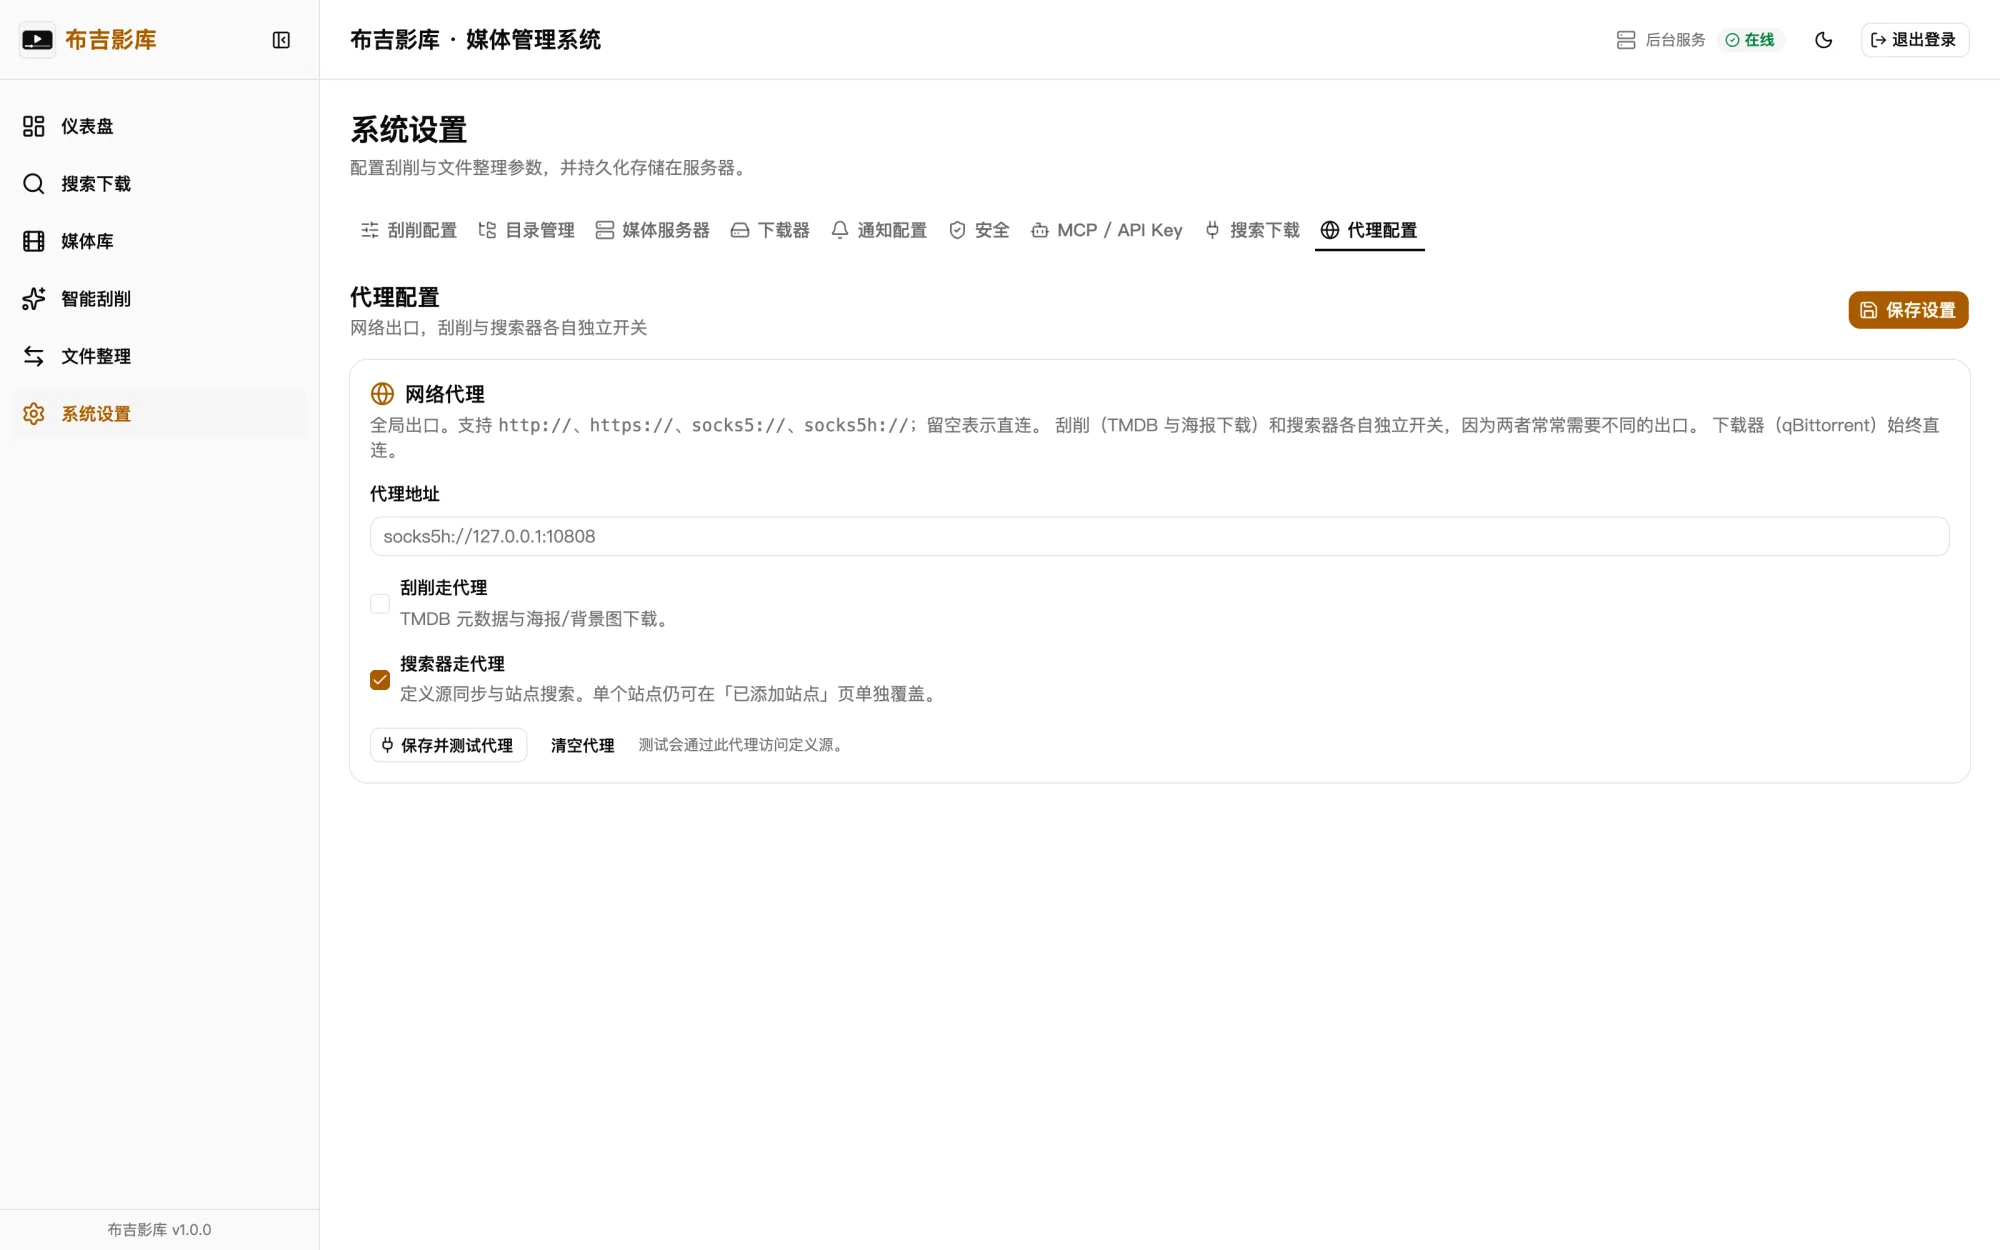 布吉影库
布吉影库 · 媒体管理系统
后台服务
在线
退出登录
仪表盘
搜索下载
媒体库
智能刮削
文件整理
系统设置
系统设置
配置刮削与文件整理参数，并持久化存储在服务器。
刮削配置
目录管理
媒体服务器
下载器
通知配置
安全
MCP / API Key
搜索下载
代理配置
代理配置
网络出口，刮削与搜索器各自独立开关
保存设置
网络代理
全局出口。支持 http://、https://、socks5://、socks5h://；留空表示直连。 刮削（TMDB 与海报下载）和搜索器各自独立开关，因为两者常常需要不同的出口。 下载器（qBittorrent）始终直
连。
代理地址
socks5h://127.0.0.1:10808
刮削走代理
TMDB 元数据与海报/背景图下载。
搜索器走代理
定义源同步与站点搜索。单个站点仍可在「已添加站点」页单独覆盖。
保存并测试代理
清空代理
测试会通过此代理访问定义源。
布吉影库 v1.0.0